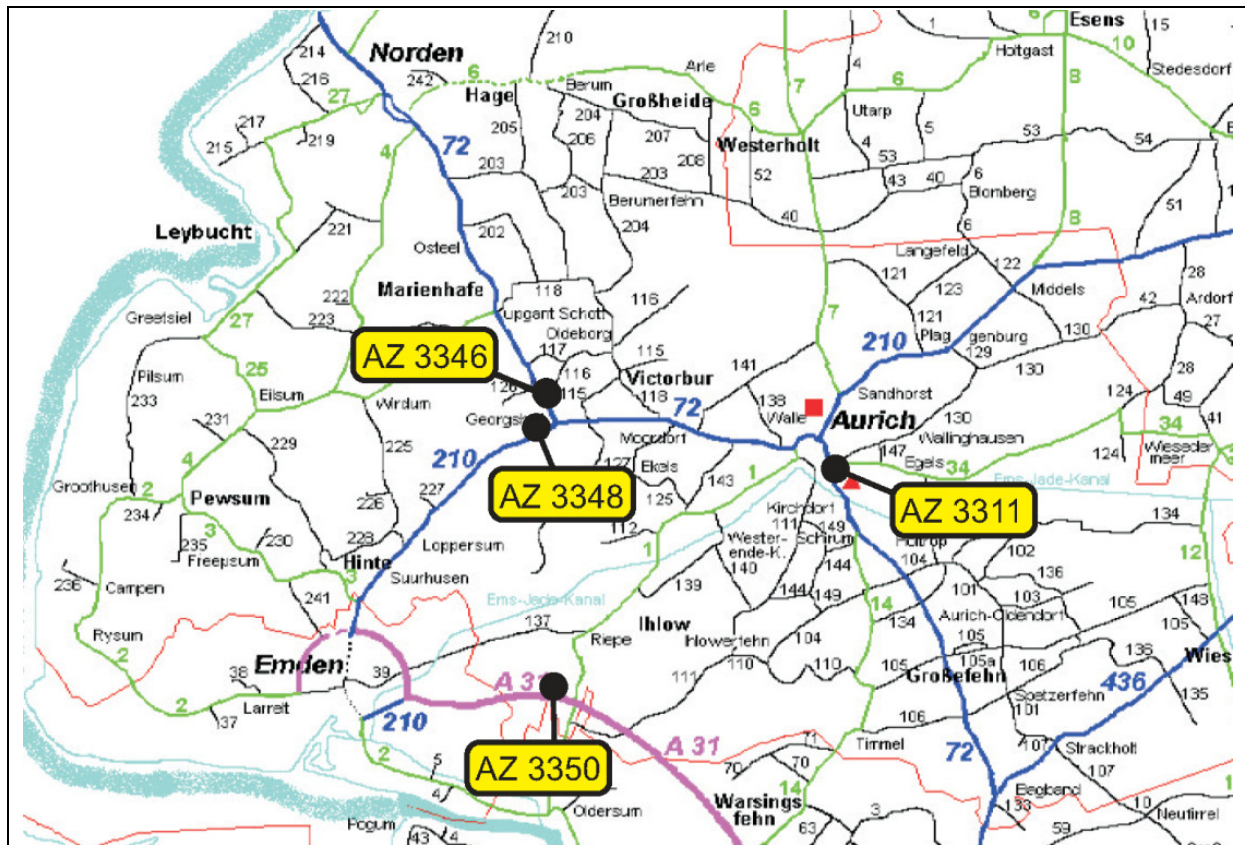 214
Norden
210
1
6
Esens
15
216
242
6
Arle
7
4
Holtgast
10
Stedesdorf
27
Hage
Berum
Großheide
6
8
217
219
205
204
206
207
6
Utarp
5
53
54
215
4
72
203
208
Westerholt
4
53
203
203
52
43
40
6
Blomberg
Berumerfehn
40
51
Leybucht
221
Osteel
202
204
6
8
Langefeld
222
Marienhafe
118
116
121
123
122
28
Greetsiel
223
Upgant Schott
7
Middels
42
Ardorf
27
Oldeborg
121
Plag
genburg
130
27
AZ 3346
117
115
210
129
25
116
Victorbur
141
130
28
Pilsum
126
115
118
138
Sandhorst
124
49
233
Eilsum
Wirdum
72
Walle
130
41
231
Georgsh
Aurich
34
229
225
Moordorf
Wallinghausen
Wieseder
meer
4
210
127
Ekels
147
Egels
124
Groothusen
2
AZ 3348
125
143
1
34
3
234
Pewsum
227
226
AZ 3311
Ems-Jade-Kanal
3
112
Kirchdorf
134
235
230
228
Loppersum
1
Wester-
ende-K.
111
149
Schirum
Holtrop
12
Freepsum
Hinte
140
144
104
102
236
Campen
3
Suurhusen
139
144
149
101
136
241
Ems-Jade-Kanal
103
148
137
Ihlow
14
Aurich-Oldendorf
105
Rysum
Riepe
Ihlowerfehn
104
134
105
105
2
38
Emden
39
110
110
105
105a
106
136
Wies
A 31
111
Großefehn
436
Larrelt
Spetzerfehn
135
2
37
210
106
101
AZ 3350
A 31
Timmel
72
107
Strackholt
2
5
71
70
70
107
4
14
Bagband
Oldersum
Warsings
fehn
133
10
Neutirrel
Pogum
3
43
4
63
59